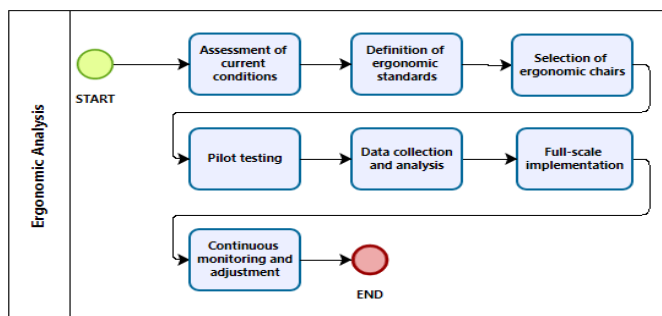 Ergonomic Analysis
START
Assessment of
current
conditions
Definition of
ergonomic
standards
Selection of
ergonomic chairs
Pilot testing
Data collection
and analysis
Full-scale
implementation
Continuous
monitoring and
adjustment
END